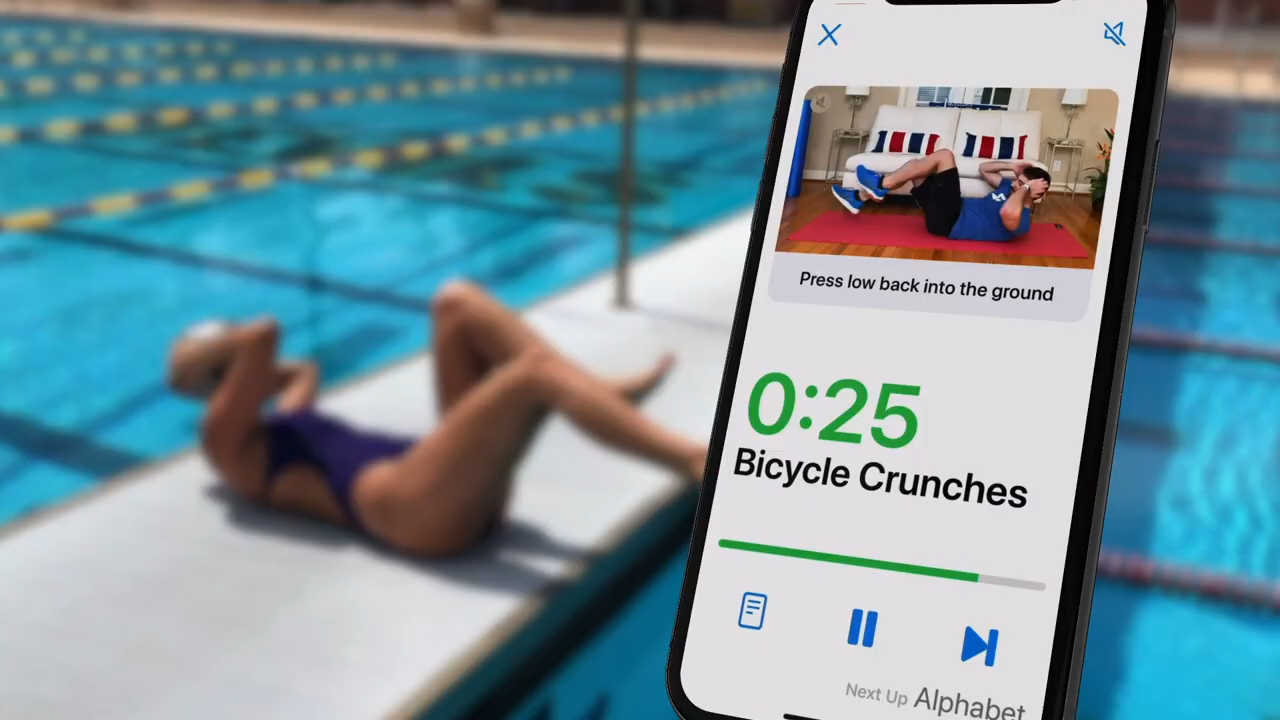 Press low back into the ground
0:25
Bicycle Crunches
Next Up Alphabet